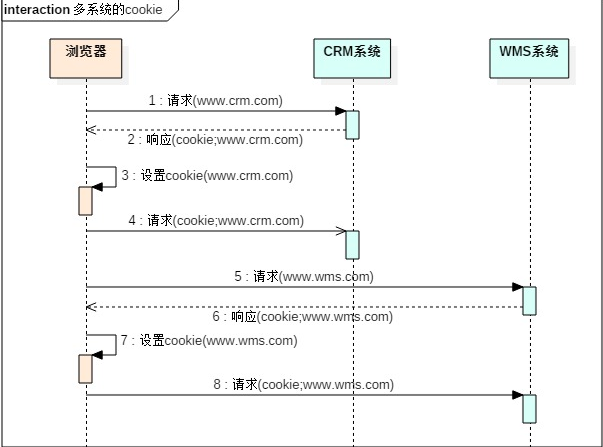 interaction 多系统的cookie
浏览器 CRM系统 WMS系统
1 : 请求(www.crm.com)
2 : 响应(cookie;www.crm.com)
3 : 设置cookie(www.crm.com)
4 : 请求(cookie;www.crm.com)
5 : 请求(www.wms.com)
6 : 响应(cookie;www.wms.com)
7 : 设置cookie(www.wms.com)
8 : 请求(cookie;www.wms.com)